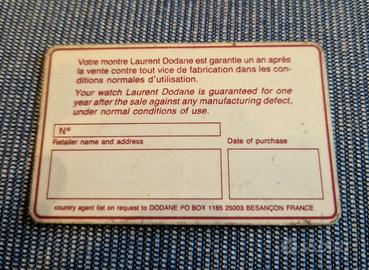 Votre montre Laurent Dodane est garantie un an après
la vente contre tout vice de fabrication dans les con-
ditions normales d'utilisation.
Your watch Laurent Dodane is guaranteed for one
year after the sale against any manufacturing defect,
under normal conditions of use.
N°
Retailer name and address
Date of purchase
country agent list on request to DODANE PO BOX 1165 25003 BESANÇON FRANCE